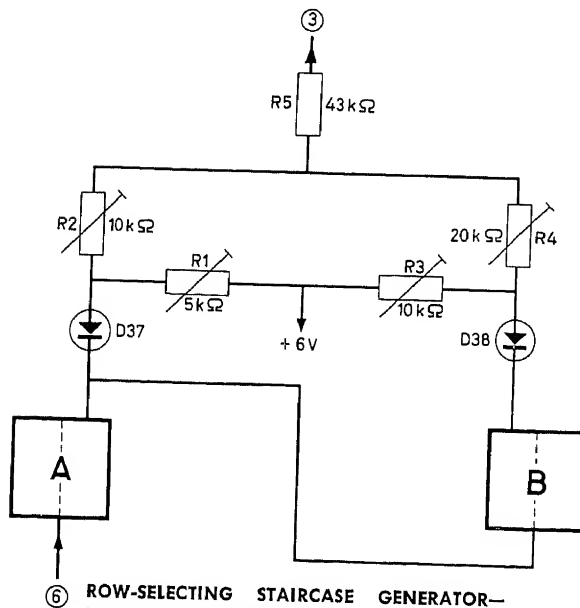 3
R5 43kΩ
R2 10kΩ
20kΩ R4
R1
R3
5kΩ
10kΩ
+6V
D37
D38
A
B
6 ROW-SELECTING STAIRCASE GENERATOR—